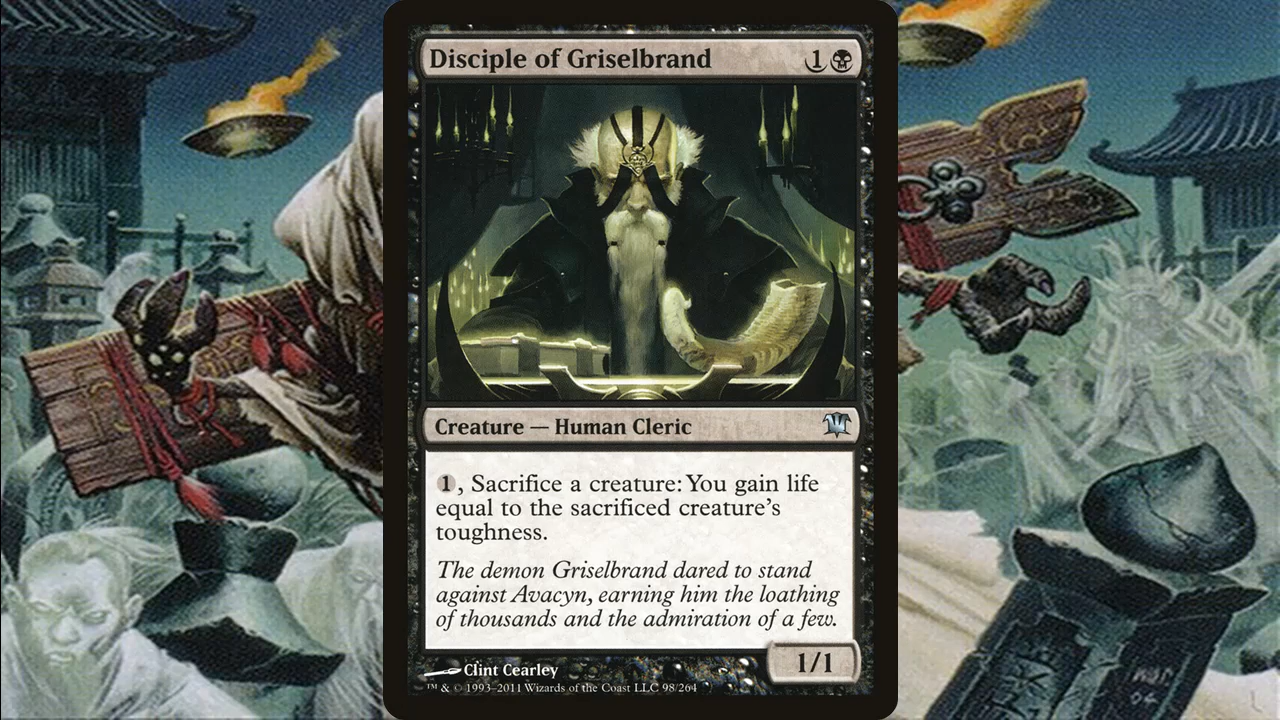 Disciple of Griselbrand 1
Creature — Human Cleric
1, Sacrifice a creature: You gain life
equal to the sacrificed creature's
toughness.
The demon Griselbrand dared to stand
against Avacyn, earning him the loathing
of thousands and the admiration of a few.
1/1
Clint Cearley
™ & © 1993–2011 Wizards of the Coast LLC 98/264